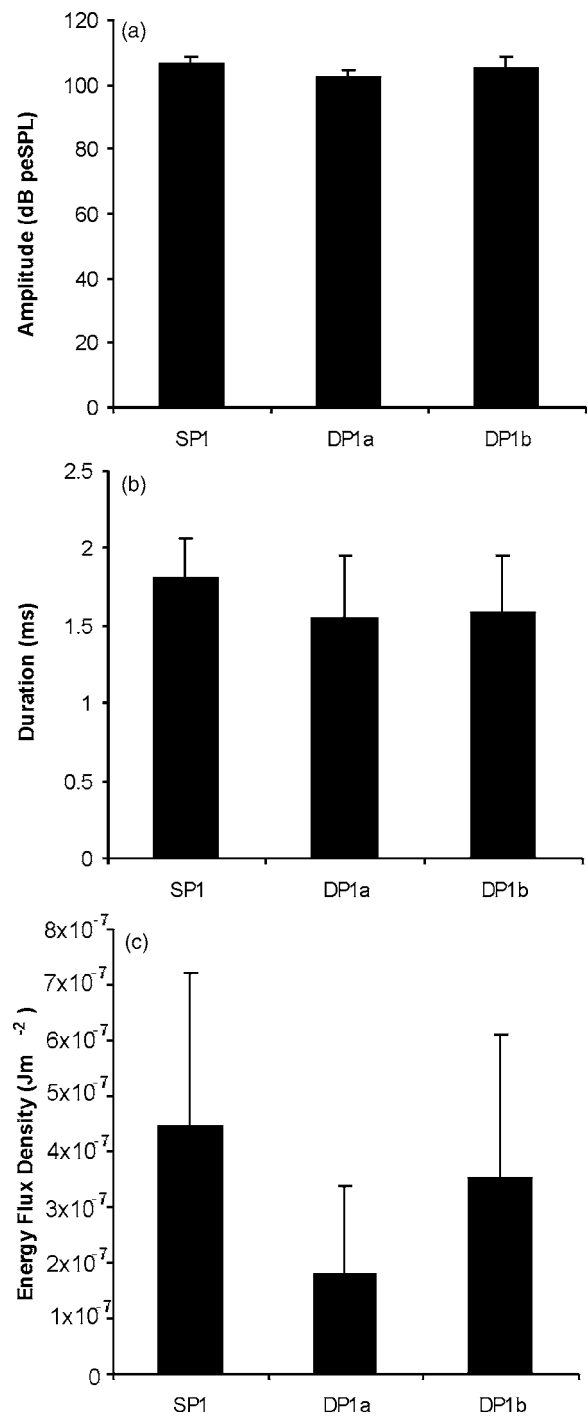 (a)
Amplitude (dB peSPL)
120
100
80
60
40
20
0
SP1 DP1a DP1b
(b)
Duration (ms)
2.5
2
1.5
1
0.5
0
SP1 DP1a DP1b
(c)
Energy Flux Density (Jm ⁻²)
8x10⁻⁷
7x10⁻⁷
6x10⁻⁷
5x10⁻⁷
4x10⁻⁷
3x10⁻⁷
2x10⁻⁷
1x10⁻⁷
0
SP1 DP1a DP1b